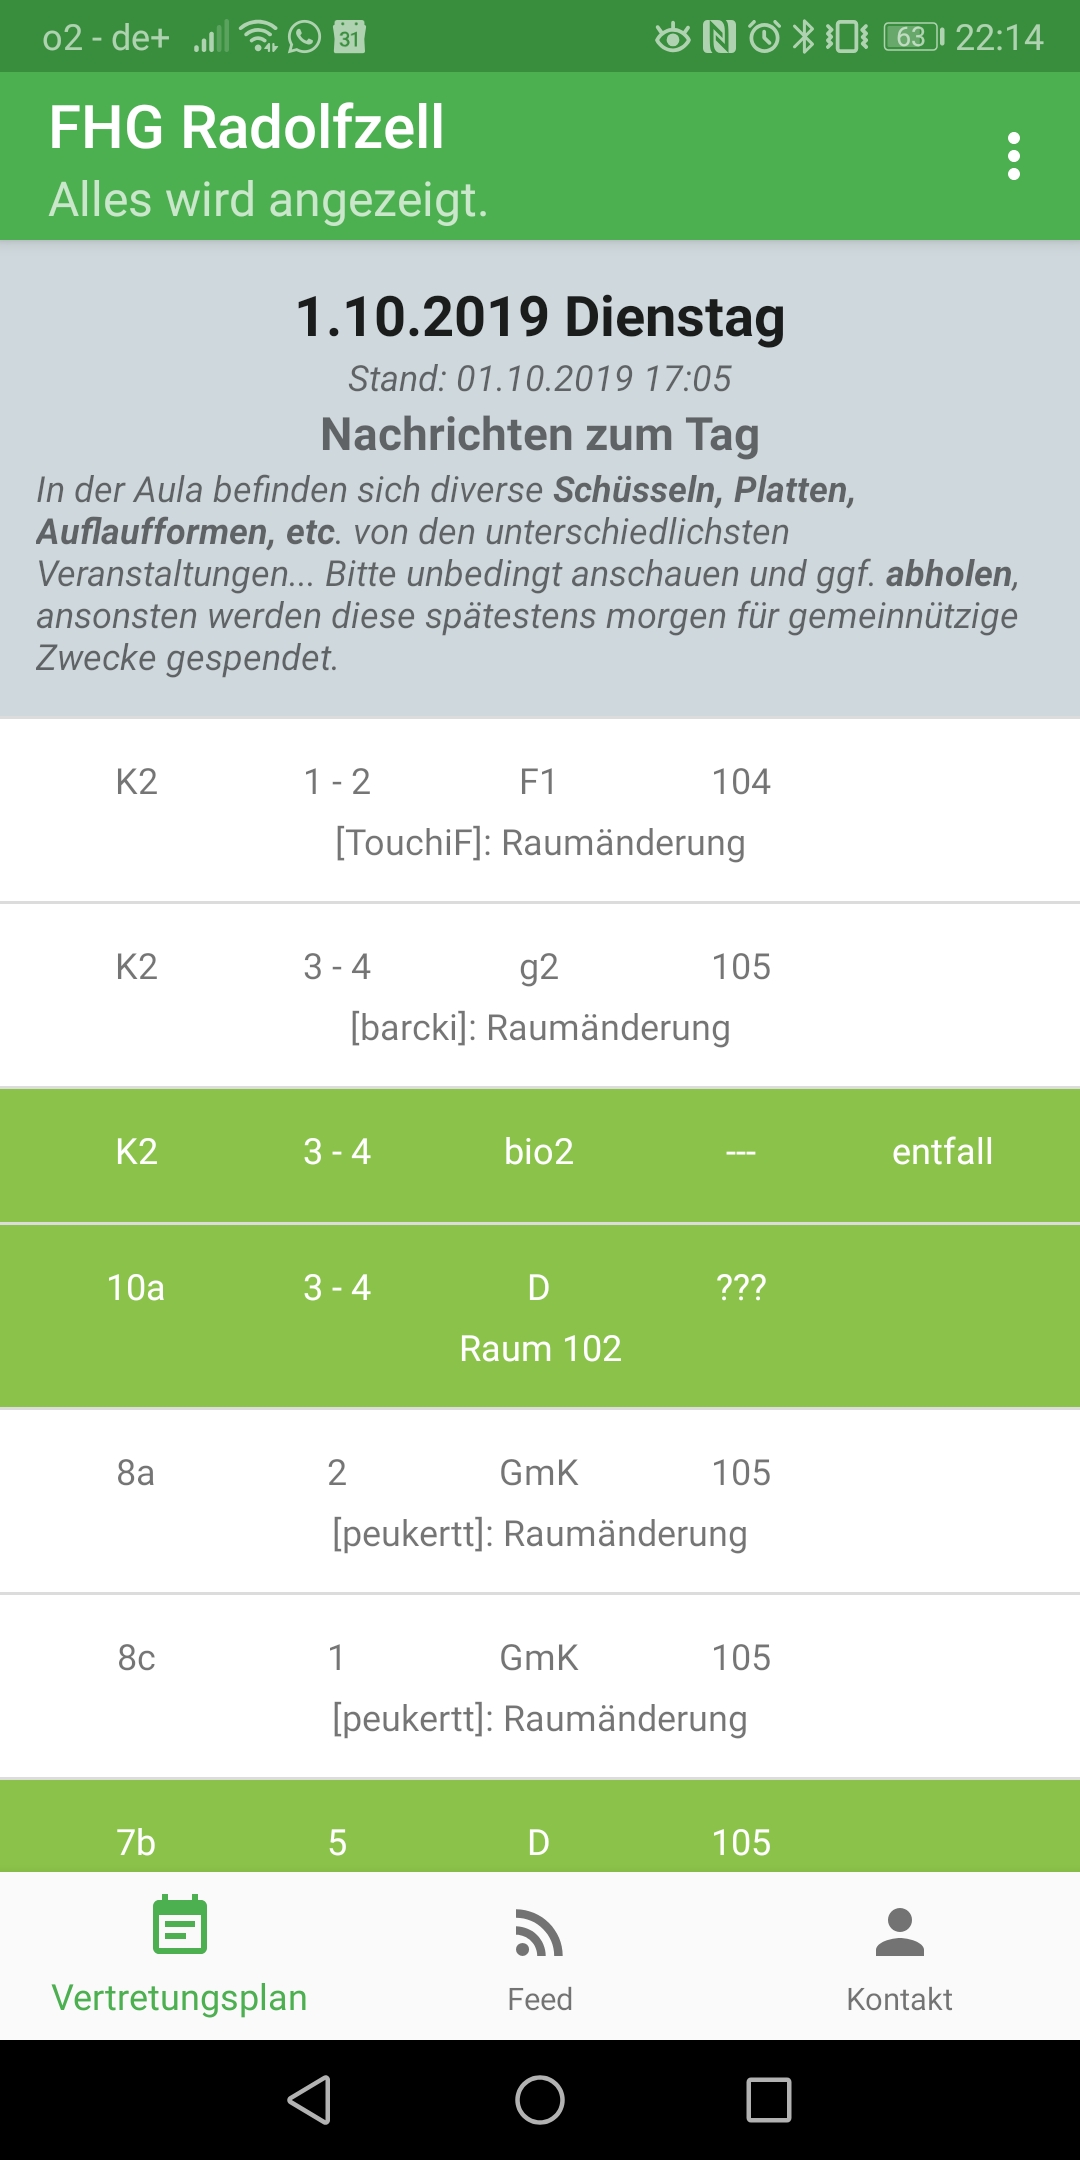 o2 - de+ 31 63 22:14
FHG Radolfzell
Alles wird angezeigt.
1.10.2019 Dienstag
Stand: 01.10.2019 17:05
Nachrichten zum Tag
In der Aula befinden sich diverse Schüsseln, Platten,
Auflaufformen, etc. von den unterschiedlichsten
Veranstaltungen... Bitte unbedingt anschauen und ggf. abholen,
ansonsten werden diese spätestens morgen für gemeinnützige
Zwecke gespendet.
K2 1 - 2 F1 104
[TouchiF]: Raumänderung
K2 3 - 4 g2 105
[barcki]: Raumänderung
K2 3 - 4 bio2 --- entfall
10a 3 - 4 D ???
Raum 102
8a 2 GmK 105
[peukertt]: Raumänderung
8c 1 GmK 105
[peukertt]: Raumänderung
7b 5 D 105
Vertretungsplan Feed Kontakt